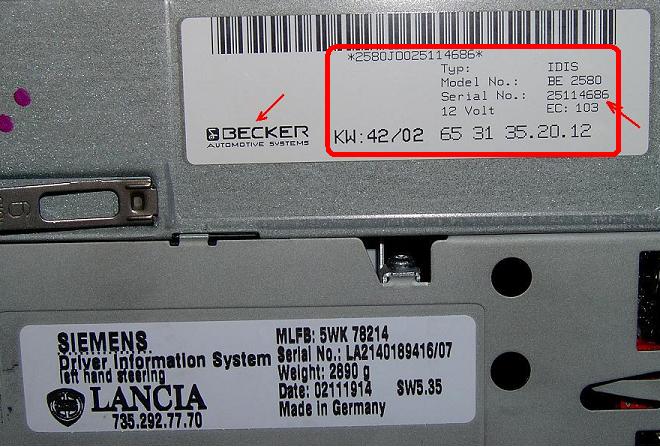 *2580J0025114686*
Typ: IDIS
Model No.: BE 2580
Serial No.: 25114686
12 Volt EC: 103
BECKER
AUTOMOTIVE SYSTEMS
KW: 42/02 65 31 35.20.12
SIEMENS
Driver Information System
left hand steering
LANCIA
735.292.77.70
MLFB: 5WK 78214
Serial No.: LA2140189416/07
Weight: 2890 g
Date: 02111914 SW5.35
Made in Germany